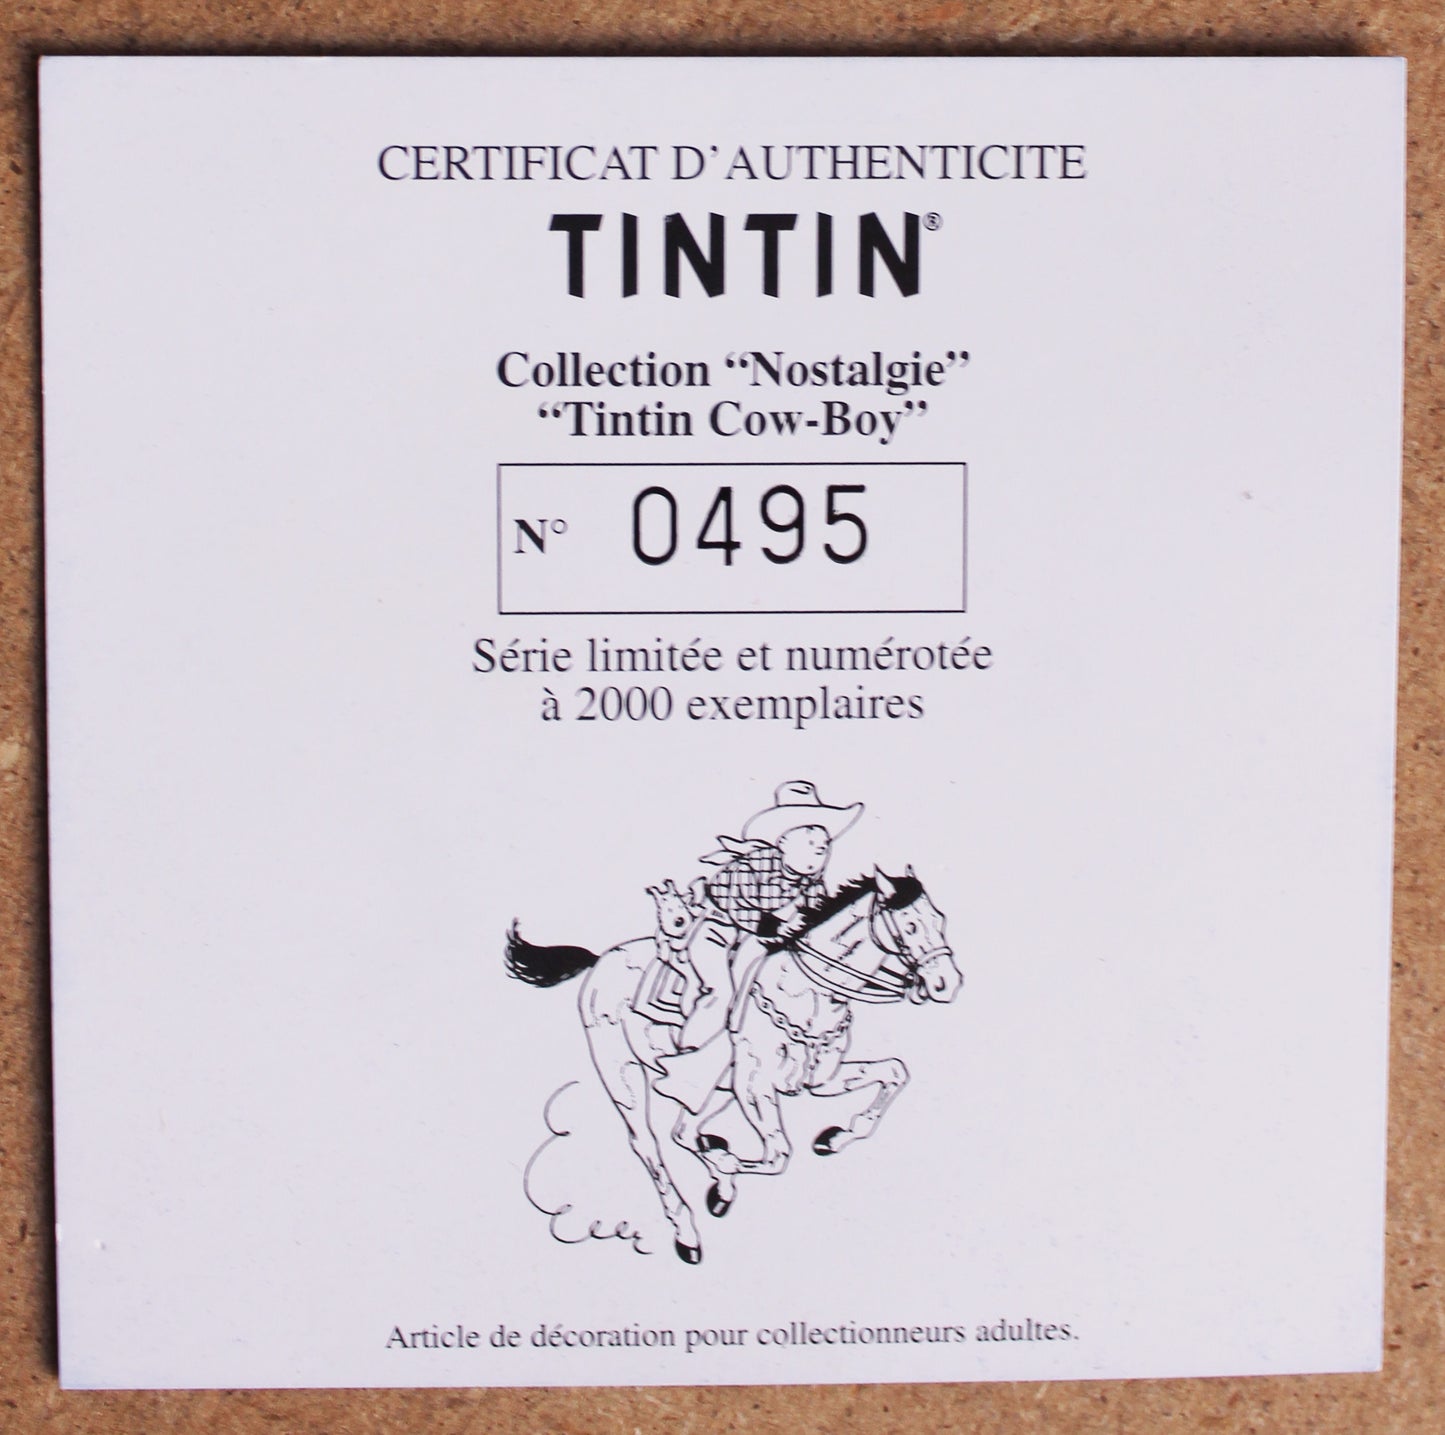 CERTIFICAT D'AUTHENTICITE
TINTIN®
Collection “Nostalgie”
“Tintin Cow-Boy”
N° 0495
Série limitée et numérotée
à 2000 exemplaires
Article de décoration pour collectionneurs adultes.